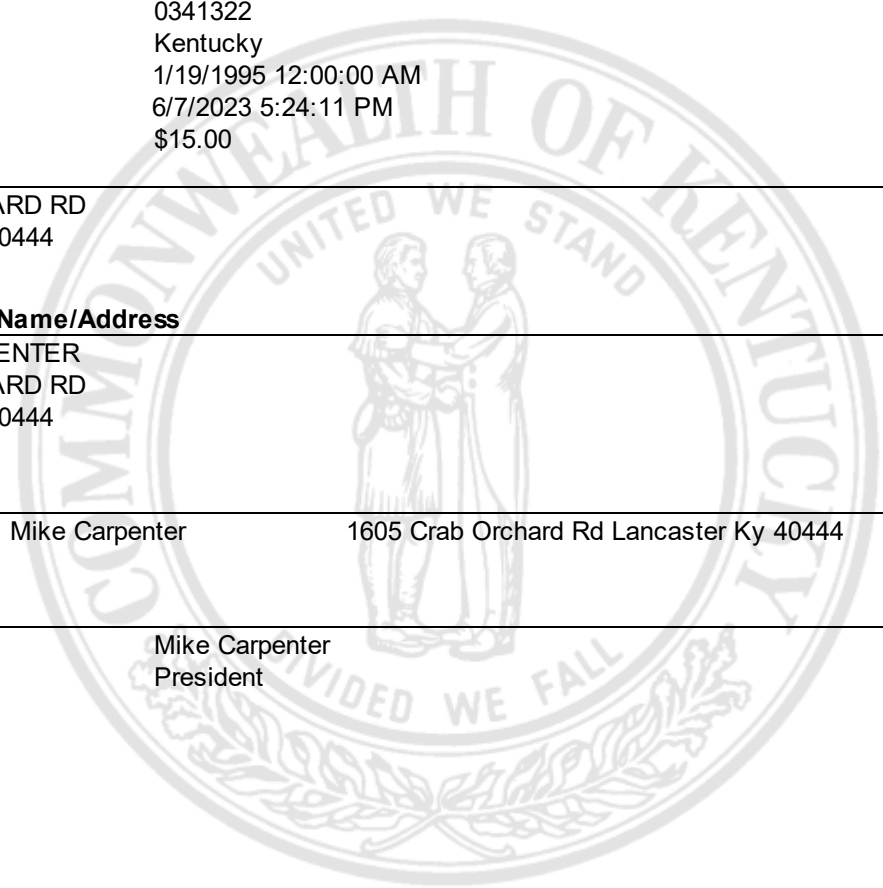 0341322
Kentucky
1/19/1995 12:00:00 AM
6/7/2023 5:24:11 PM
$15.00
ARD RD
0444
Name/Address
ENTER
ARD RD
0444
Mike Carpenter 1605 Crab Orchard Rd Lancaster Ky 40444
Mike Carpenter
President
COMMONWEALTH OF KENTUCKY
UNITED WE STAND
DIVIDED WE FALL